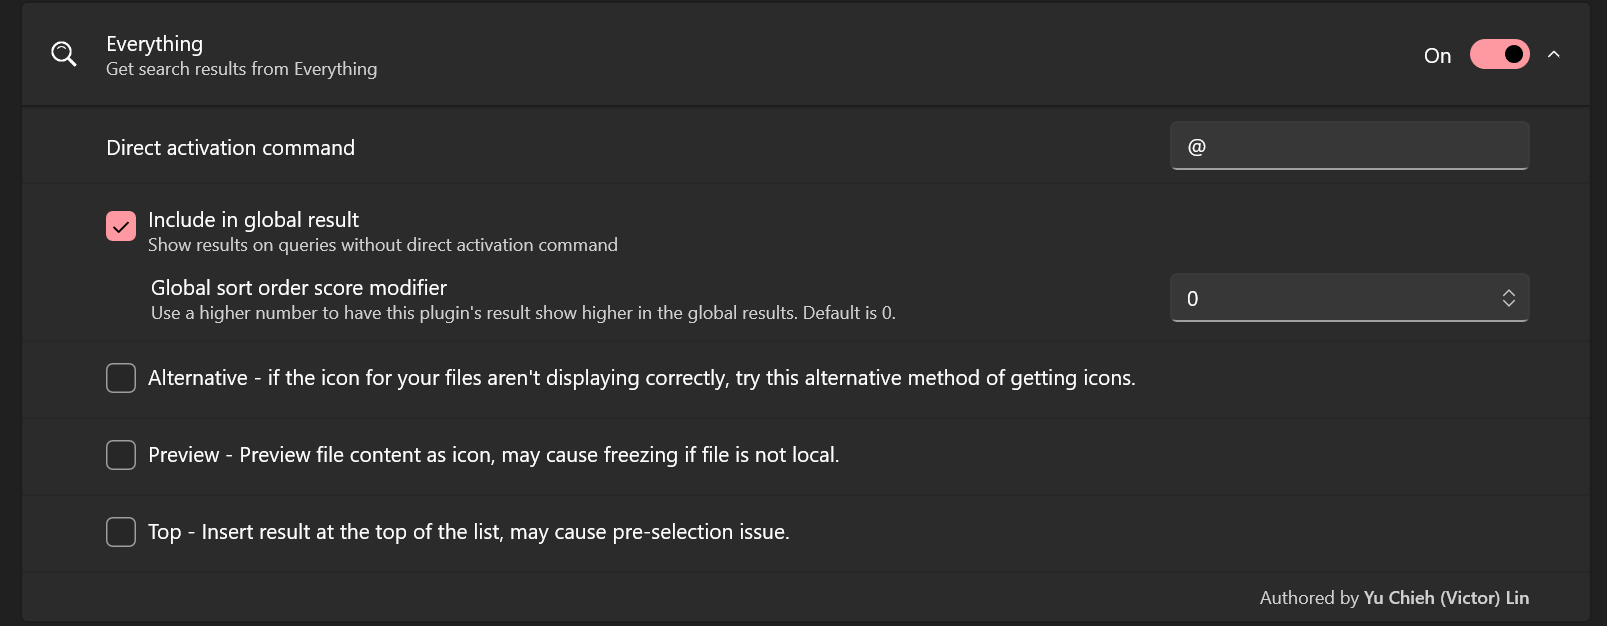 Everything
Get search results from Everything
On
Direct activation command
@
Include in global result
Show results on queries without direct activation command
Global sort order score modifier
Use a higher number to have this plugin's result show higher in the global results. Default is 0.
0
Alternative - if the icon for your files aren't displaying correctly, try this alternative method of getting icons.
Preview - Preview file content as icon, may cause freezing if file is not local.
Top - Insert result at the top of the list, may cause pre-selection issue.
Authored by Yu Chieh (Victor) Lin